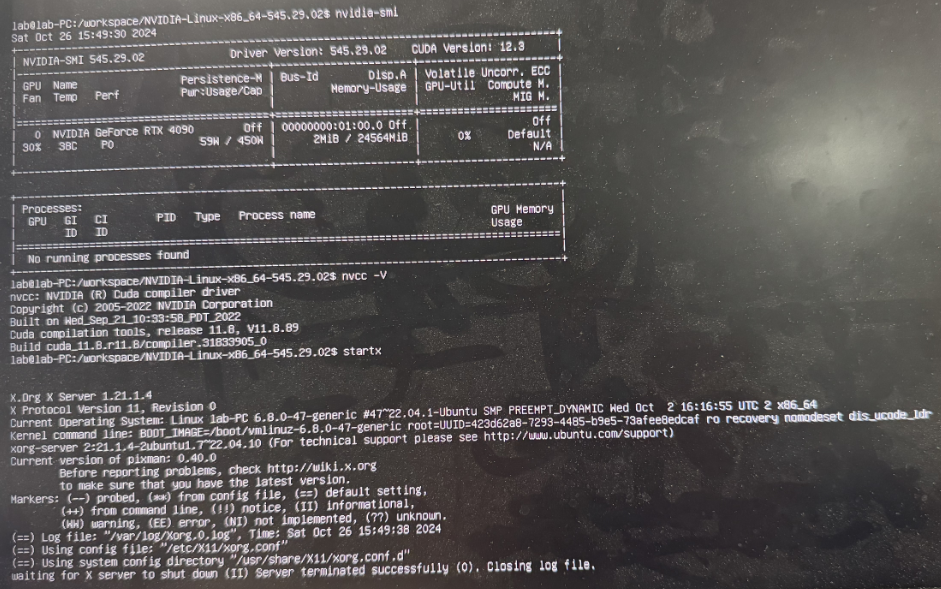 lab@lab-PC:/workspace/NVIDIA-Linux-x86_64-545.29.02$ nvidia-smi
Sat Oct 26 15:49:30 2024
NVIDIA-SMI 545.29.02 Driver Version: 545.29.02 CUDA Version: 12.3
GPU Name Persistence-M Bus-Id Disp.A Volatile Uncorr. ECC
Fan Temp Perf Pwr:Usage/Cap Memory-Usage GPU-Util Compute M.
MIG M.
0 NVIDIA GeForce RTX 4090 Off 00000000:01:00.0 Off Off
30% 38C P0 59W / 450W 2MiB / 24564MiB 0% Default
N/A
Processes:
GPU GI CI PID Type Process name GPU Memory
ID ID Usage
No running processes found
lab@lab-PC:/workspace/NVIDIA-Linux-x86_64-545.29.02$ nvcc -V
nvcc: NVIDIA (R) Cuda compiler driver
Copyright (c) 2005-2022 NVIDIA Corporation
Built on Wed_Sep_21_10:33:58_PDT_2022
Cuda compilation tools, release 11.8, V11.8.89
Build cuda_11.8.r11.8/compiler.31833905_0
lab@lab-PC:/workspace/NVIDIA-Linux-x86_64-545.29.02$ startx
X.Org X Server 1.21.1.4
X Protocol Version 11, Revision 0
Current Operating System: Linux lab-PC 6.8.0-47-generic #47~22.04.1-Ubuntu SMP PREEMPT_DYNAMIC Wed Oct 2 16:16:55 UTC 2 x86_64
Kernel command line: BOOT_IMAGE=/boot/vmlinuz-6.8.0-47-generic root=UUID=423d62a8-7293-4485-b9e5-73afee8edcaf ro recovery nomodeset dis_ucode_ldr
xorg-server 2:21.1.4-2ubuntu1.7~22.04.10 (For technical support please see http://www.ubuntu.com/support)
Current version of pixman: 0.40.0
Before reporting problems, check http://wiki.x.org
to make sure that you have the latest version.
Markers: (--) probed, (**) from config file, (==) default setting,
(++) from command line, (!!) notice, (II) informational,
(WW) warning, (EE) error, (NI) not implemented, (??) unknown.
(==) Log file: "/var/log/Xorg.0.log", Time: Sat Oct 26 15:49:38 2024
(==) Using config file: "/etc/X11/xorg.conf"
(==) Using system config directory "/usr/share/X11/xorg.conf.d"
waiting for X server to shut down (II) Server terminated successfully (0). Closing log file.